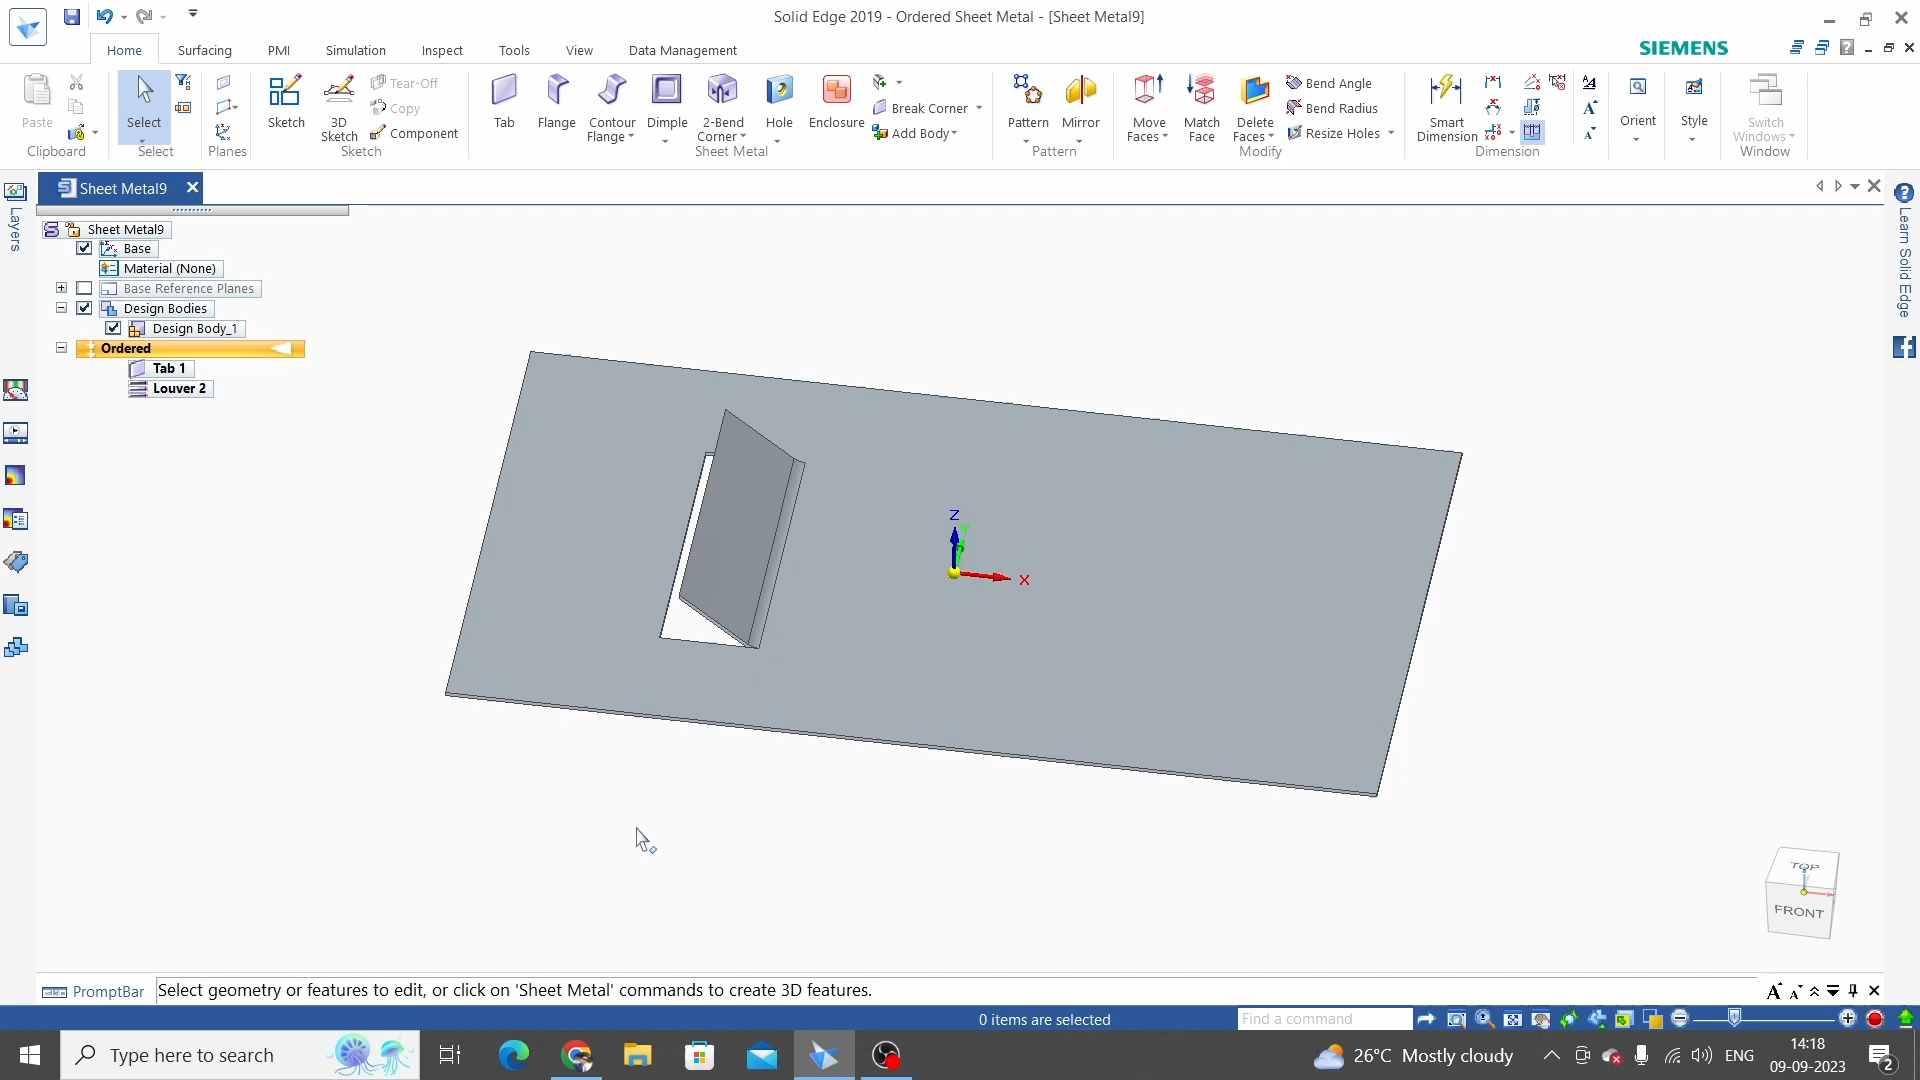 Solid Edge 2019 - Ordered Sheet Metal - [Sheet Metal9]
Home Surfacing PMI Simulation Inspect Tools View Data Management
SIEMENS
Paste
Clipboard
Select
Select
Planes
Sketch
3D Sketch
Tear-Off
Copy
Component
Sketch
Tab
Flange
Contour Flange
Dimple
2-Bend Corner
Hole
Enclosure
Break Corner
Add Body
Sheet Metal
Pattern
Mirror
Pattern
Move Faces
Match Face
Delete Faces
Bend Angle
Bend Radius
Resize Holes
Modify
Smart Dimension
Dimension
Orient
Style
Switch Windows
Window
Sheet Metal9
Layers
Learn Solid Edge
Sheet Metal9
Base
Material (None)
Base Reference Planes
Design Bodies
Design Body_1
Ordered
Tab 1
Louver 2
Z
X
TOP
FRONT
PromptBar
Select geometry or features to edit, or click on 'Sheet Metal' commands to create 3D features.
0 items are selected
Find a command
Type here to search
26°C Mostly cloudy
ENG
14:18
09-09-2023
2